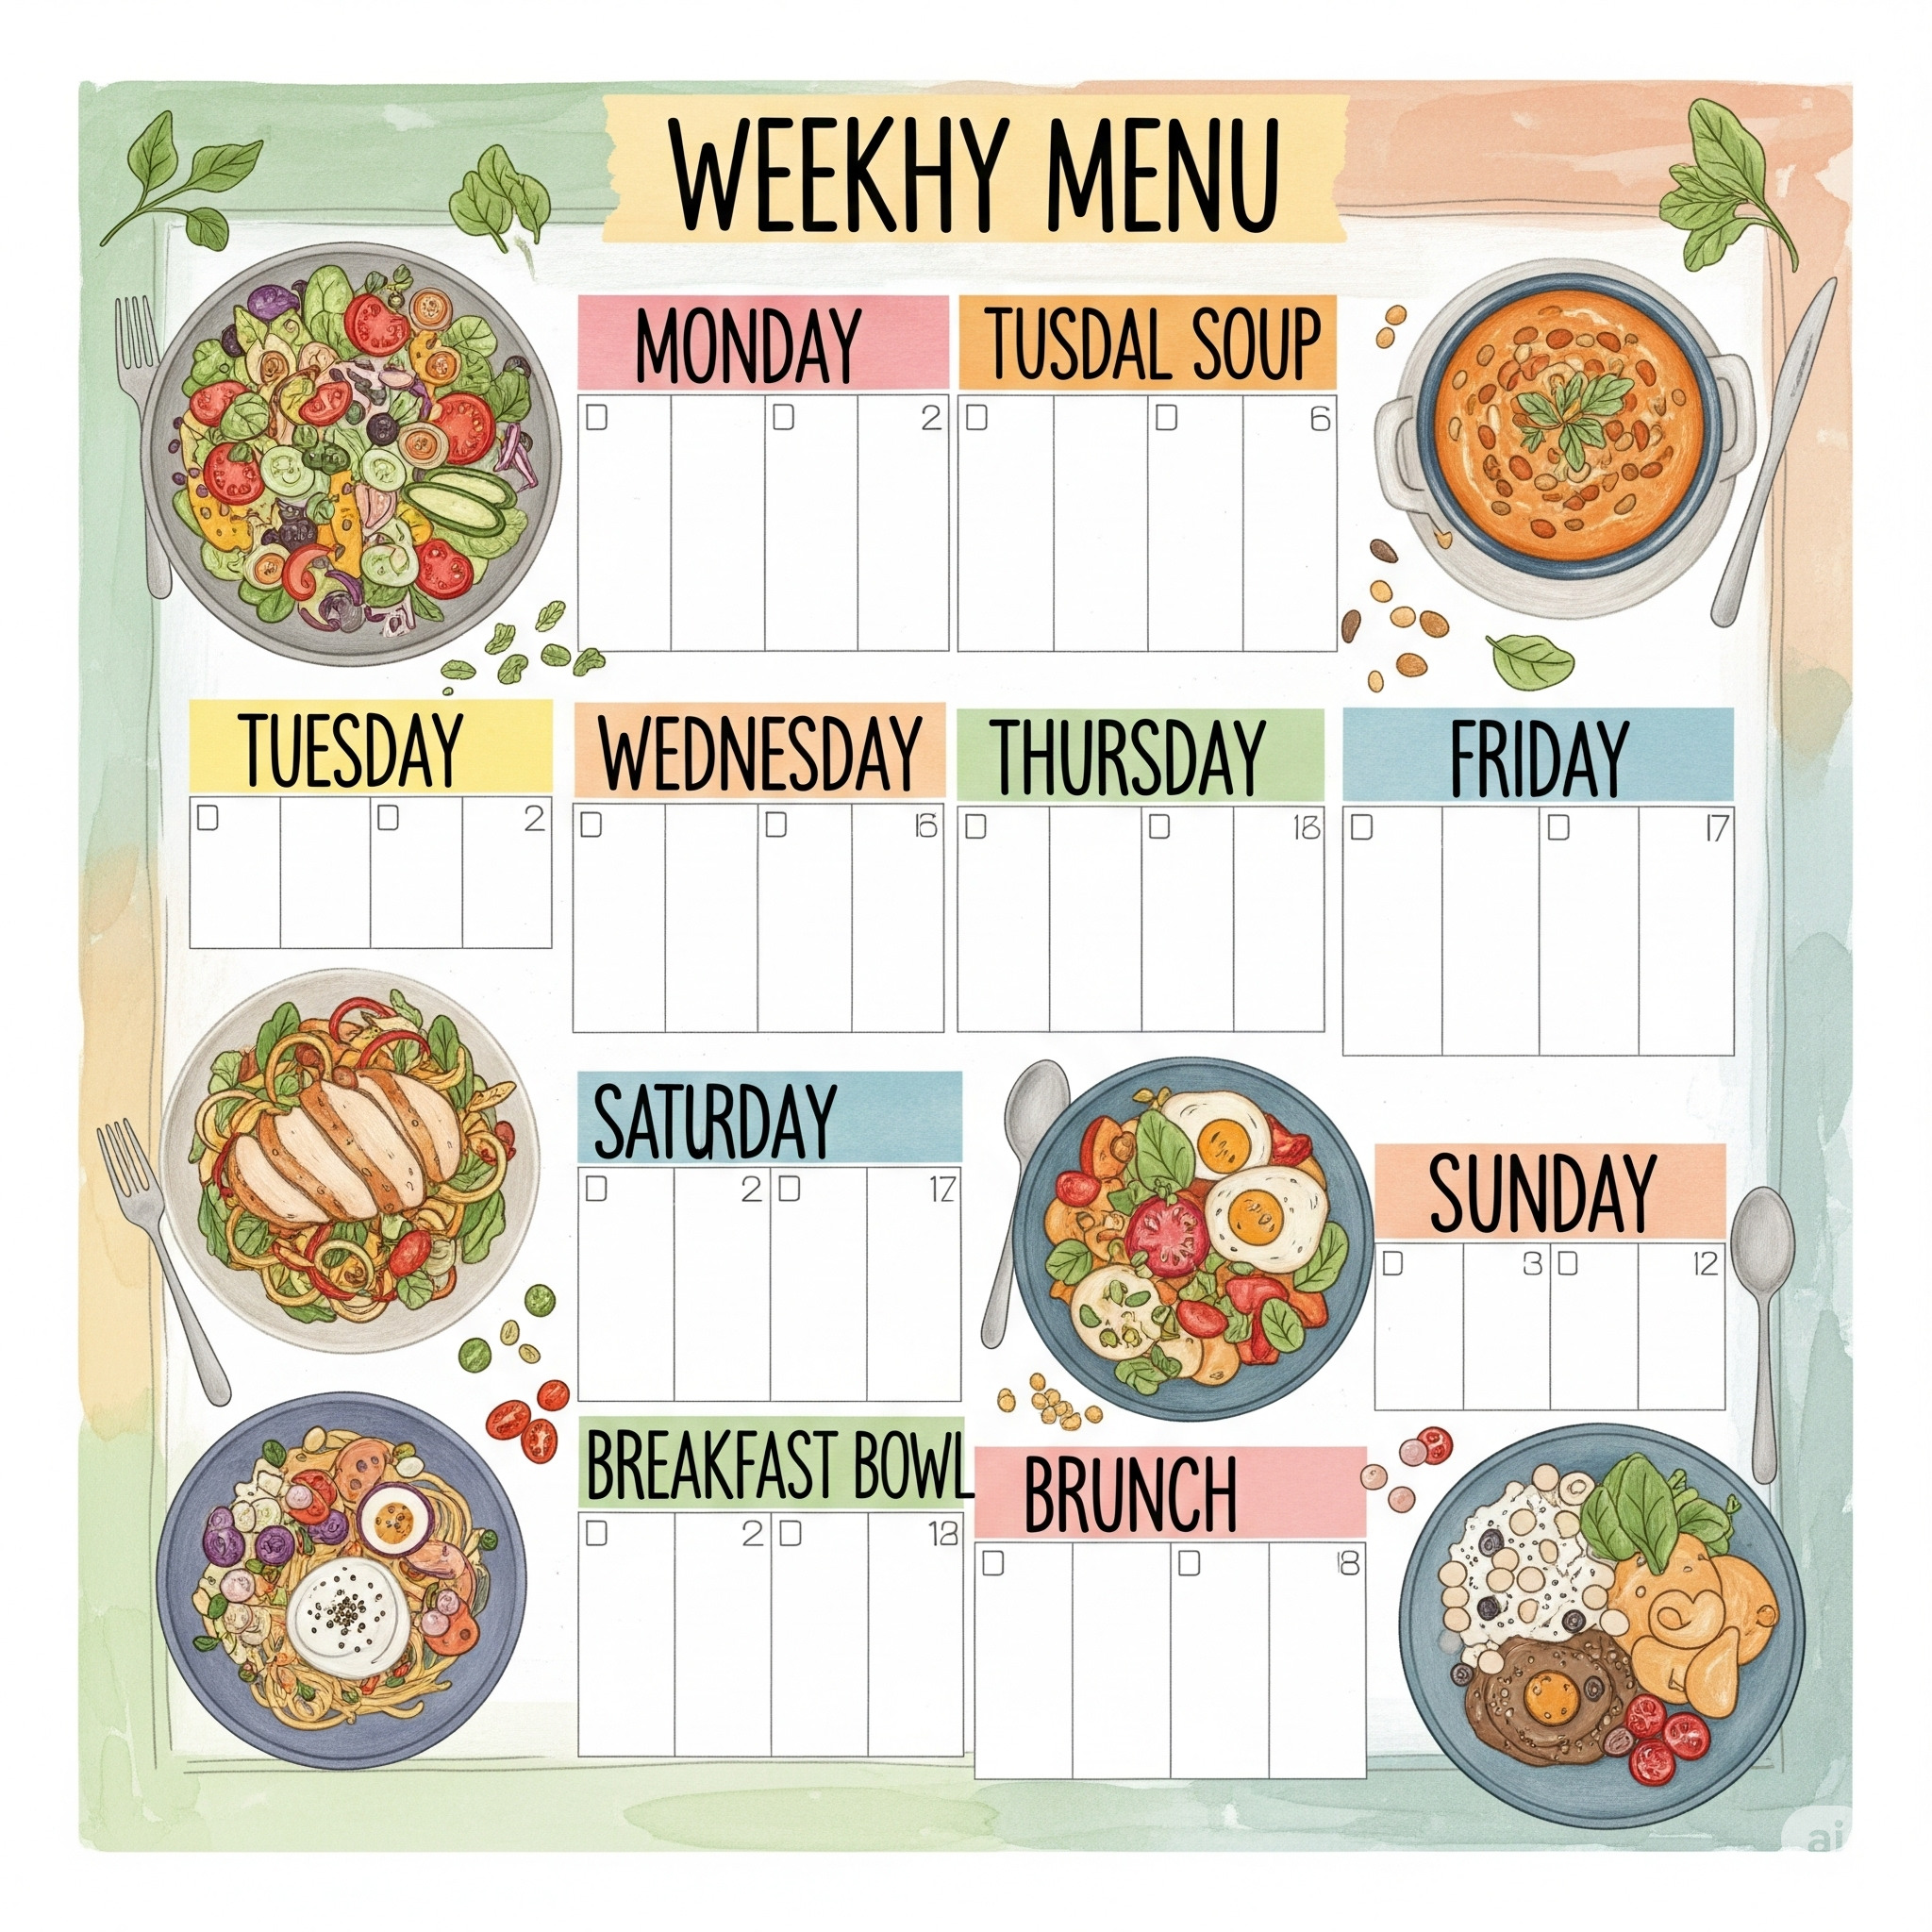 WEEKHY MENU
MONDAY
D D 2
TUSDAL SOUP
D D 6
TUESDAY
D D 2
WEDNESDAY
D D 16
THURSDAY
D D 18
FRIDAY
D D 17
SATURDAY
D 2 D 17
SUNDAY
D 3 D 12
BREAKFAST BOWL
D 2 D 18
BRUNCH
D D 18
ai